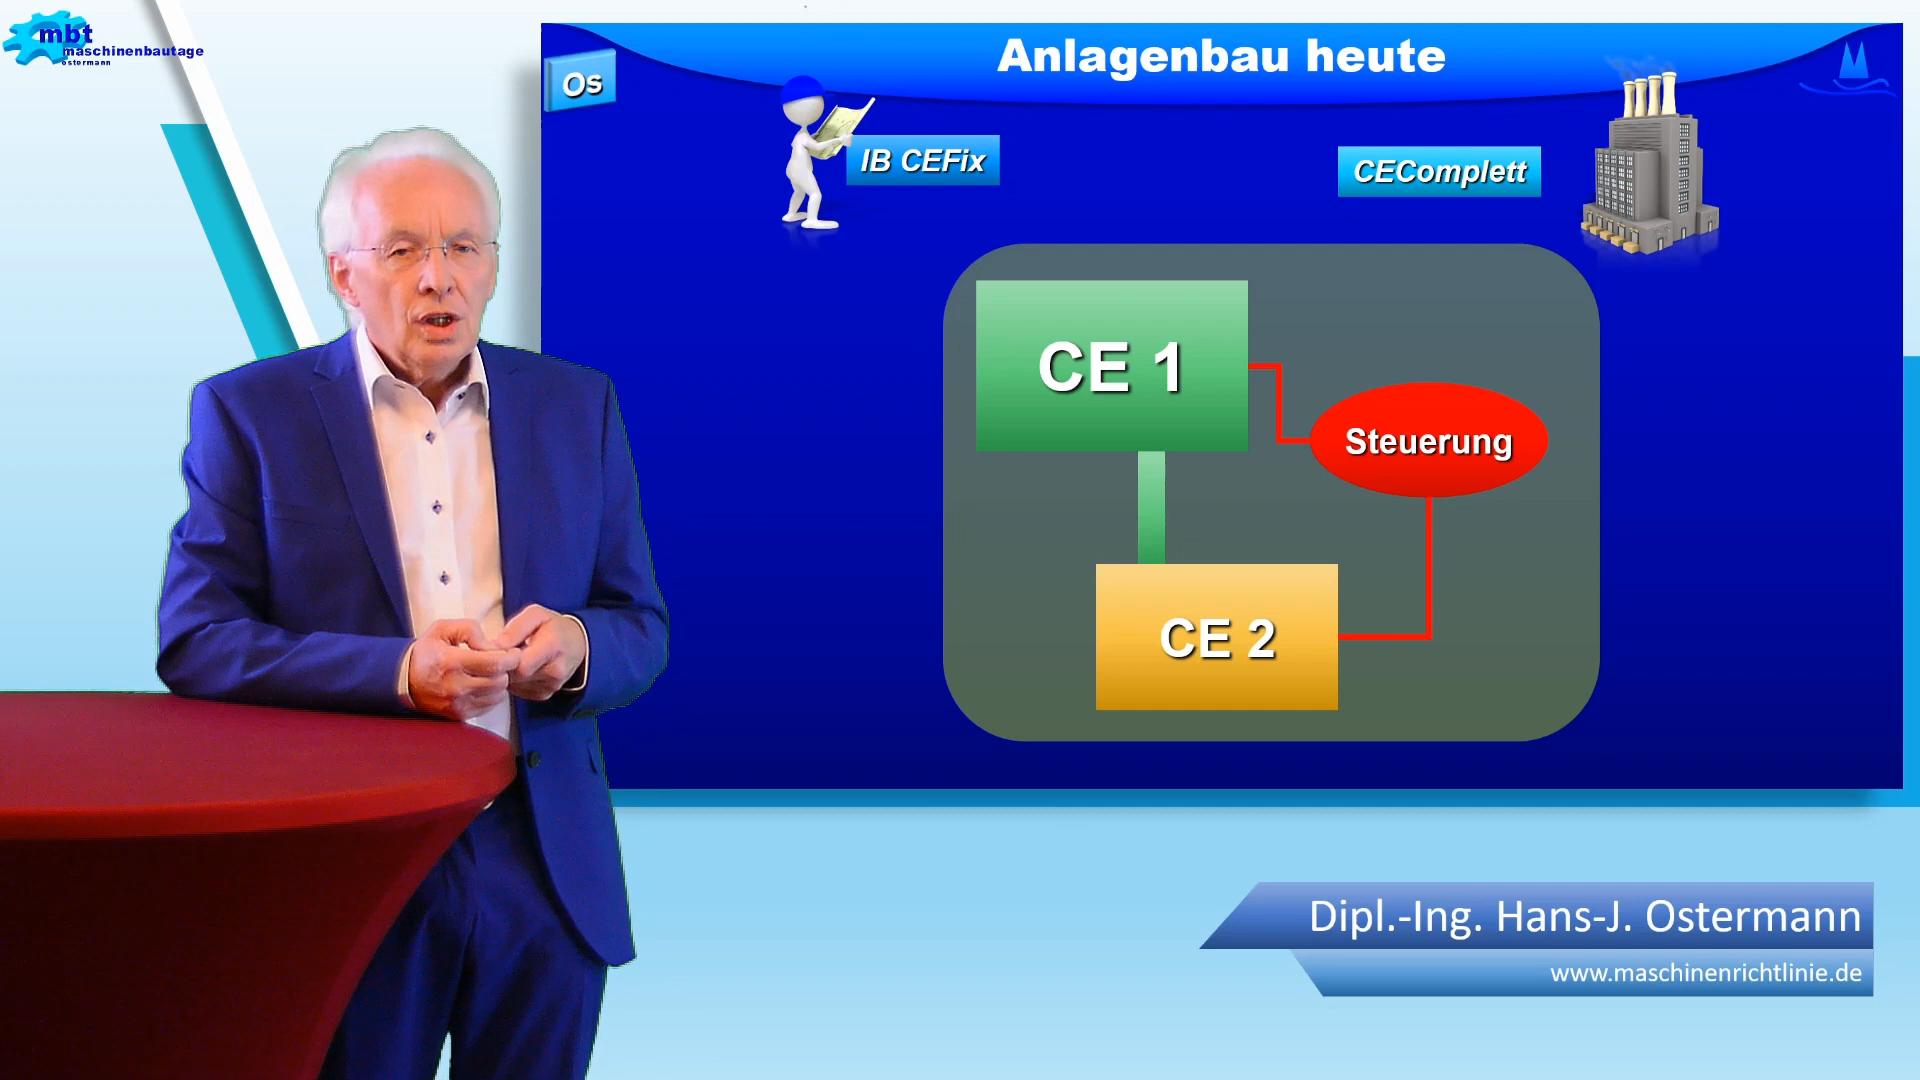 mbt
maschinenbautage
ostermann
Anlagenbau heute
Os
IB CEFix
CEComplett
CE 1
Steuerung
CE 2
Dipl.-Ing. Hans-J. Ostermann
www.maschinenrichtlinie.de